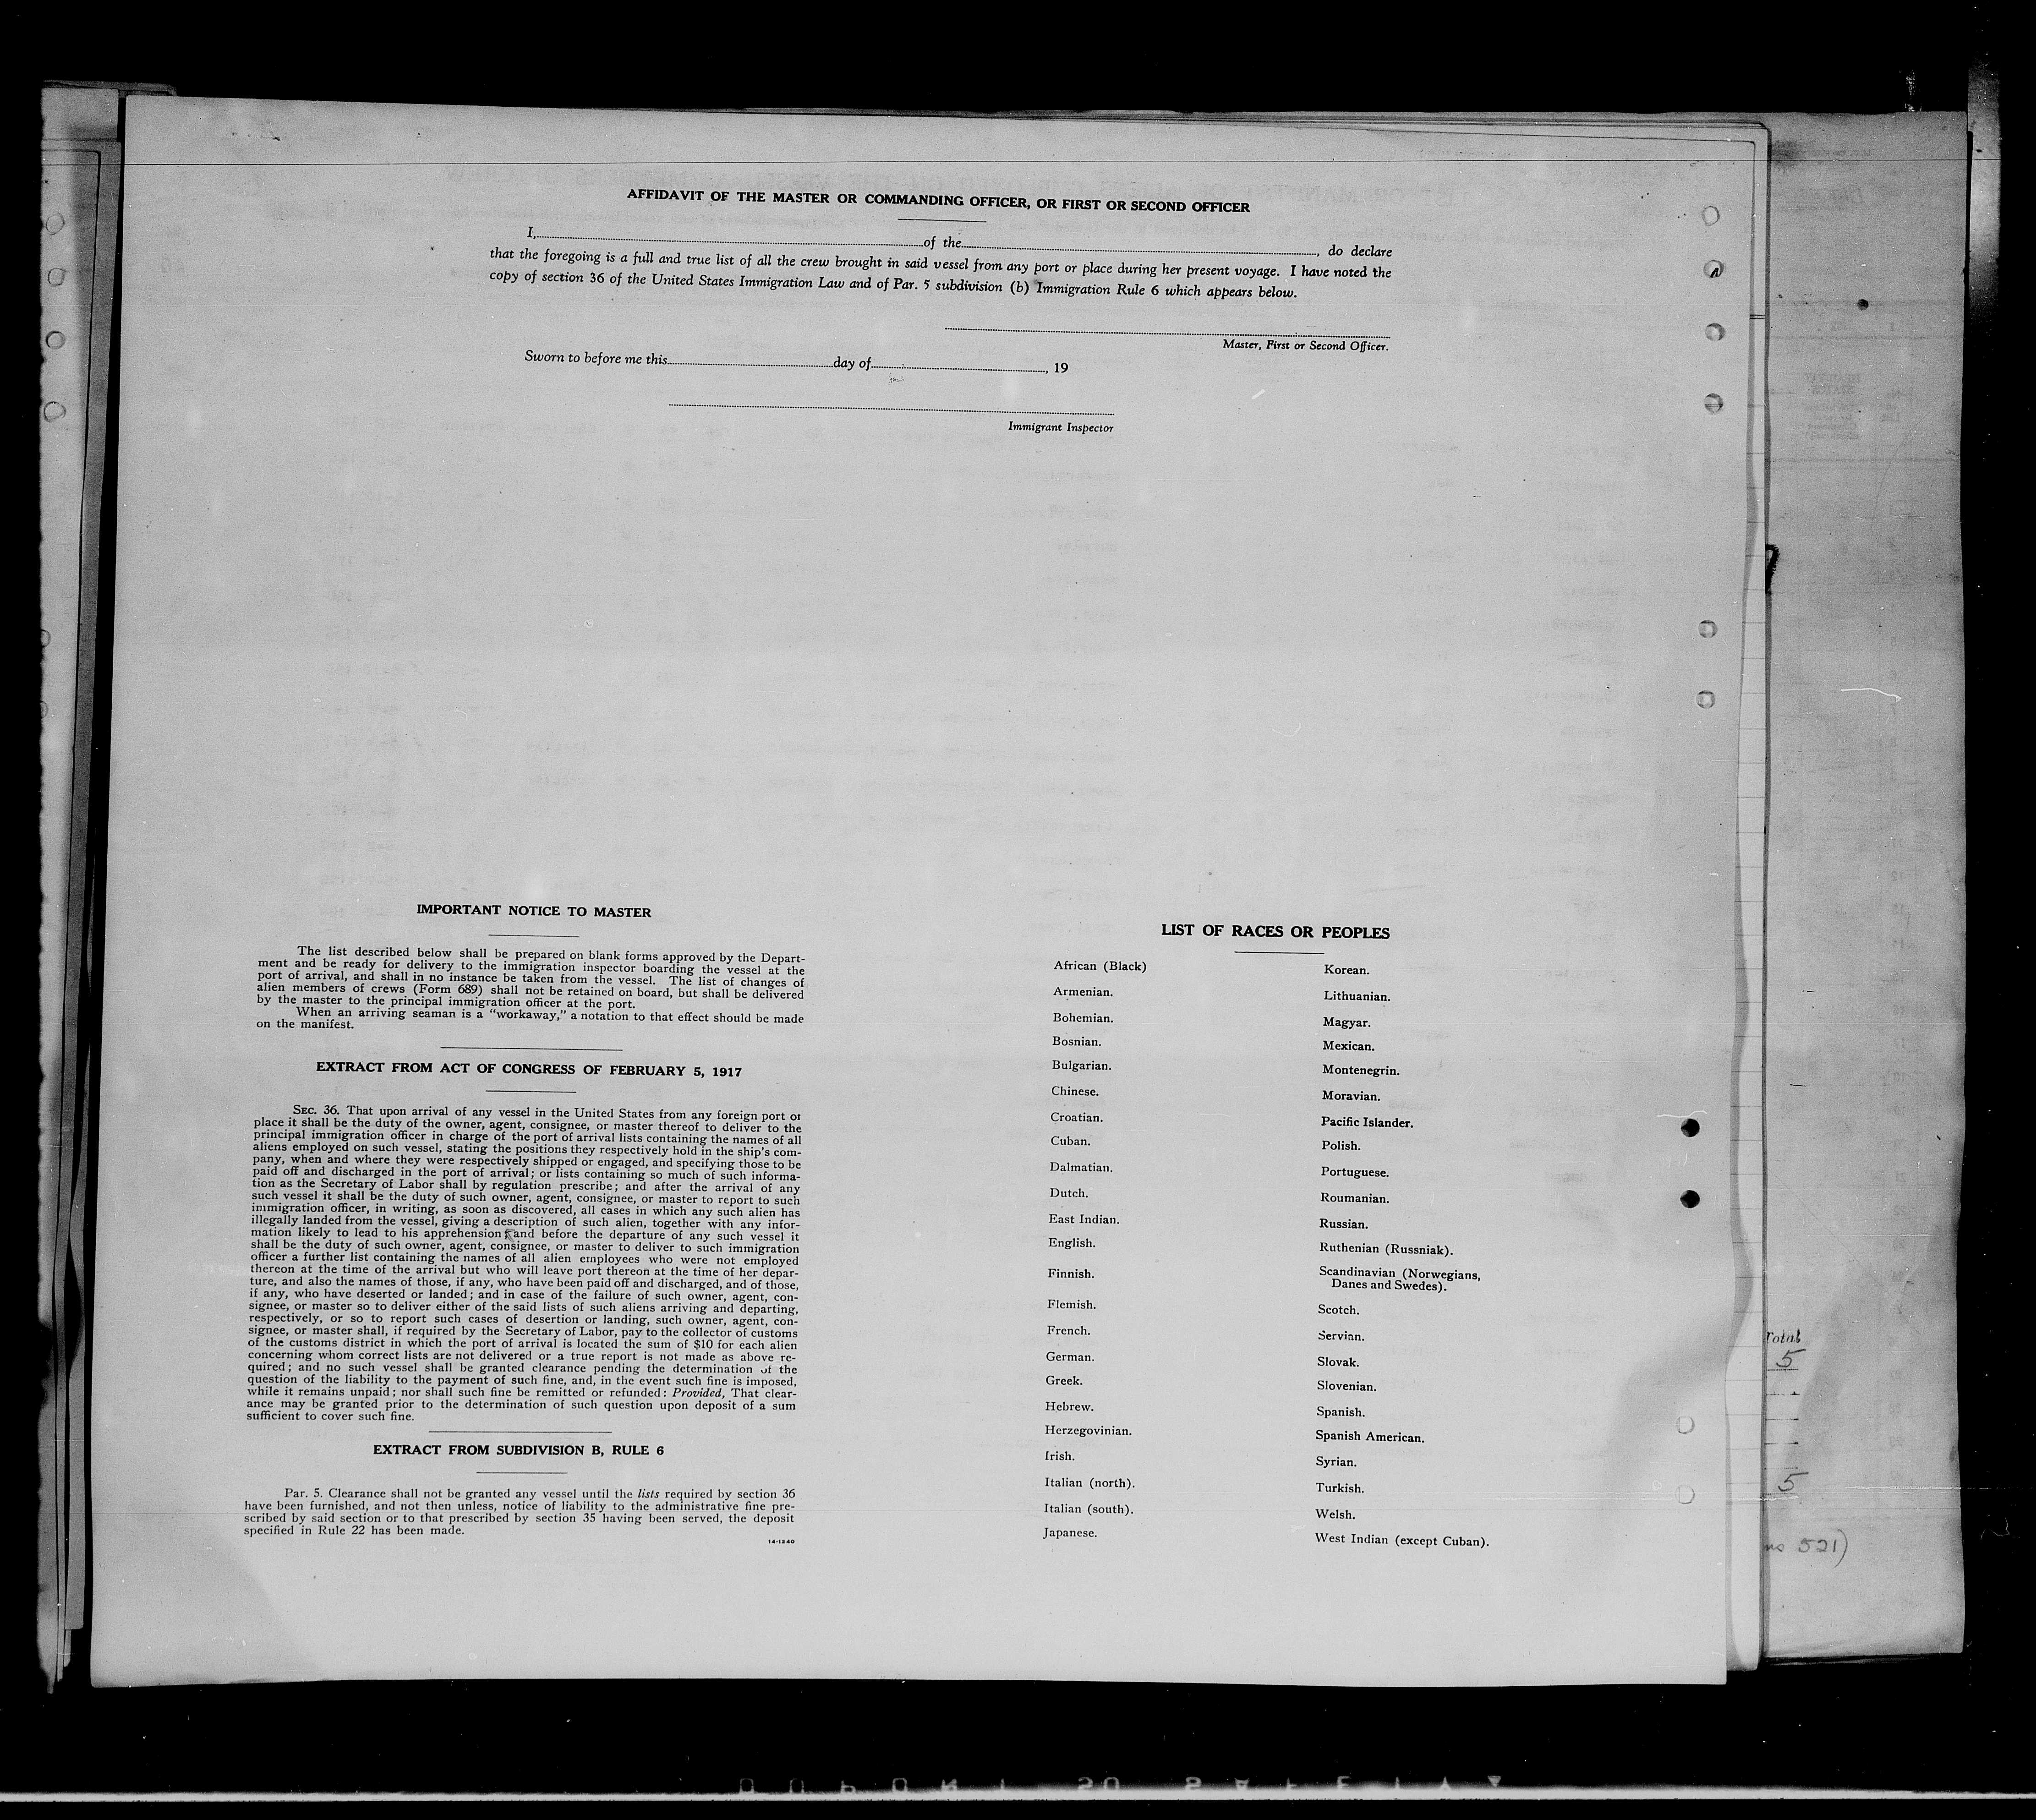 AFFIDAVIT OF THE MASTER OR COMMANDING OFFICER, OR FIRST OR SECOND OFFICER
I, of the , do declare
that the foregoing is a full and true list of all the crew brought in said vessel from any port or place during her present voyage. I have noted the
copy of section 36 of the United States Immigration Law and of Par. 5 subdivision (b) Immigration Rule 6 which appears below.
Master, First or Second Officer.
Sworn to before me this day of , 19
Immigrant Inspector
IMPORTANT NOTICE TO MASTER
The list described below shall be prepared on blank forms approved by the Depart-
ment and be ready for delivery to the immigration inspector boarding the vessel at the
port of arrival, and shall in no instance be taken from the vessel. The list of changes of
alien members of crews (Form 689) shall not be retained on board, but shall be delivered
by the master to the principal immigration officer at the port.
When an arriving seaman is a "workaway," a notation to that effect should be made
on the manifest.
EXTRACT FROM ACT OF CONGRESS OF FEBRUARY 5, 1917
SEC. 36. That upon arrival of any vessel in the United States from any foreign port or
place it shall be the duty of the owner, agent, consignee, or master thereof to deliver to the
principal immigration officer in charge of the port of arrival lists containing the names of all
aliens employed on such vessel, stating the positions they respectively hold in the ship's com-
pany, when and where they were respectively shipped or engaged, and specifying those to be
paid off and discharged in the port of arrival; or lists containing so much of such informa-
tion as the Secretary of Labor shall by regulation prescribe; and after the arrival of any
such vessel it shall be the duty of such owner, agent, consignee, or master to report to such
immigration officer, in writing, as soon as discovered, all cases in which any such alien has
illegally landed from the vessel, giving a description of such alien, together with any infor-
mation likely to lead to his apprehension; and before the departure of any such vessel it
shall be the duty of such owner, agent, consignee, or master to deliver to such immigration
officer a further list containing the names of all alien employees who were not employed
thereon at the time of the arrival but who will leave port thereon at the time of her depar-
ture, and also the names of those, if any, who have been paid off and discharged, and of those,
if any, who have deserted or landed; and in case of the failure of such owner, agent, con-
signee, or master so to deliver either of the said lists of such aliens arriving and departing,
respectively, or so to report such cases of desertion or landing, such owner, agent, con-
signee, or master shall, if required by the Secretary of Labor, pay to the collector of customs
of the customs district in which the port of arrival is located the sum of $10 for each alien
concerning whom correct lists are not delivered or a true report is not made as above re-
quired; and no such vessel shall be granted clearance pending the determination of the
question of the liability to the payment of such fine, and, in the event such fine is imposed,
while it remains unpaid; nor shall such fine be remitted or refunded: Provided, That clear-
ance may be granted prior to the determination of such question upon deposit of a sum
sufficient to cover such fine.
EXTRACT FROM SUBDIVISION B, RULE 6
Par. 5. Clearance shall not be granted any vessel until the lists required by section 36
have been furnished, and not then unless, notice of liability to the administrative fine pre-
scribed by said section or to that prescribed by section 35 having been served, the deposit
specified in Rule 22 has been made.
14-1240
LIST OF RACES OR PEOPLES
African (Black)
Armenian.
Bohemian.
Bosnian.
Bulgarian.
Chinese.
Croatian.
Cuban.
Dalmatian.
Dutch.
East Indian.
English.
Finnish.
Flemish.
French.
German.
Greek.
Hebrew.
Herzegovinian.
Irish.
Italian (north).
Italian (south).
Japanese.
Korean.
Lithuanian.
Magyar.
Mexican.
Montenegrin.
Moravian.
Pacific Islander.
Polish.
Portuguese.
Roumanian.
Russian.
Ruthenian (Russniak).
Scandinavian (Norwegians,
Danes and Swedes).
Scotch.
Servian.
Slovak.
Slovenian.
Spanish.
Spanish American.
Syrian.
Turkish.
Welsh.
West Indian (except Cuban).
Total
5
5
521)